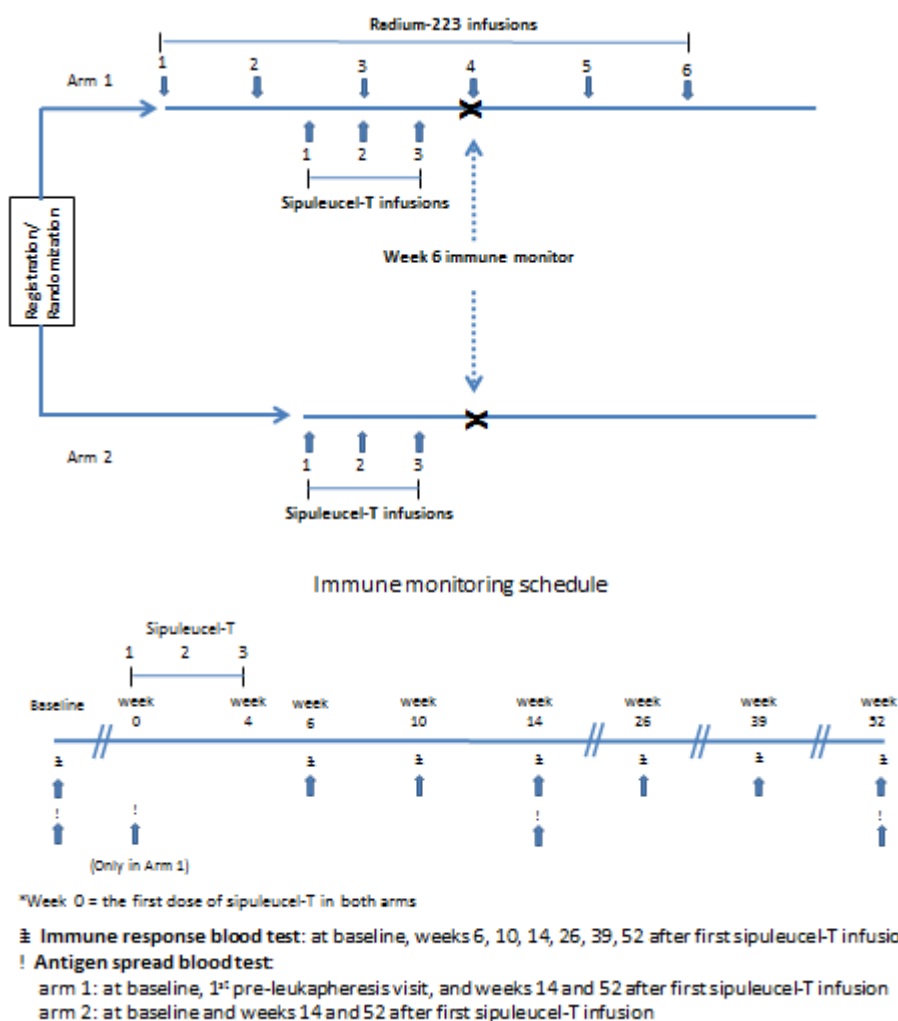 Radium-223 infusions
1 2 3 4 5 6
Arm 1
1 2 3
Sipuleucel-T infusions
Registration/
Randomization
Week 6 immune monitor
Arm 2
1 2 3
Sipuleucel-T infusions
Immune monitoring schedule
Sipuleucel-T
1 2 3
Baseline week week week week week week week week
0 4 6 10 14 26 39 52
! ! ! !
(Only in Arm 1)
*Week 0 = the first dose of sipuleucel-T in both arms
Immune response blood test: at baseline, weeks 6, 10, 14, 26, 39, 52 after first sipuleucel-T infusio
! Antigen spread blood test:
arm 1: at baseline, 1st pre-leukapheresis visit, and weeks 14 and 52 after first sipuleucel-T infusion
arm 2: at baseline and weeks 14 and 52 after first sipuleucel-T infusion